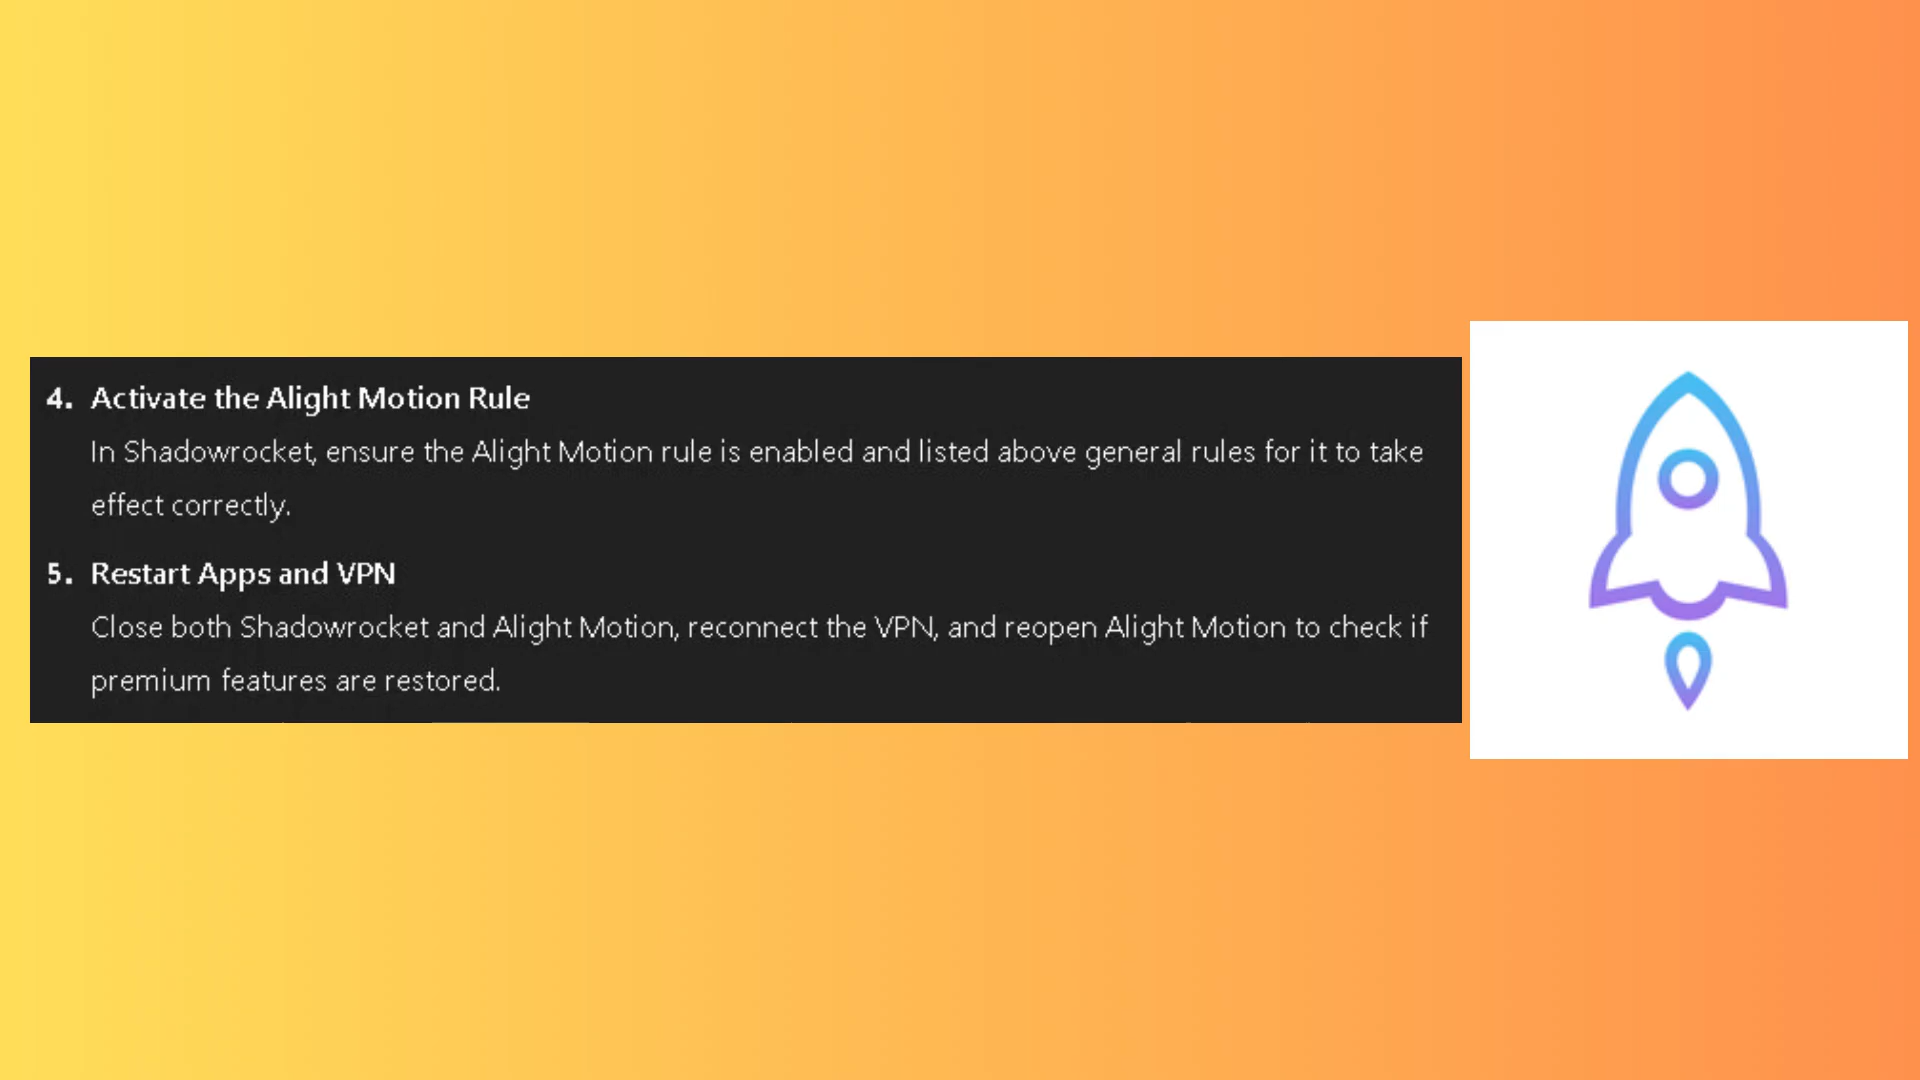 4. Activate the Alight Motion Rule
In Shadowrocket, ensure the Alight Motion rule is enabled and listed above general rules for it to take
effect correctly.
5. Restart Apps and VPN
Close both Shadowrocket and Alight Motion, reconnect the VPN, and reopen Alight Motion to check if
premium features are restored.